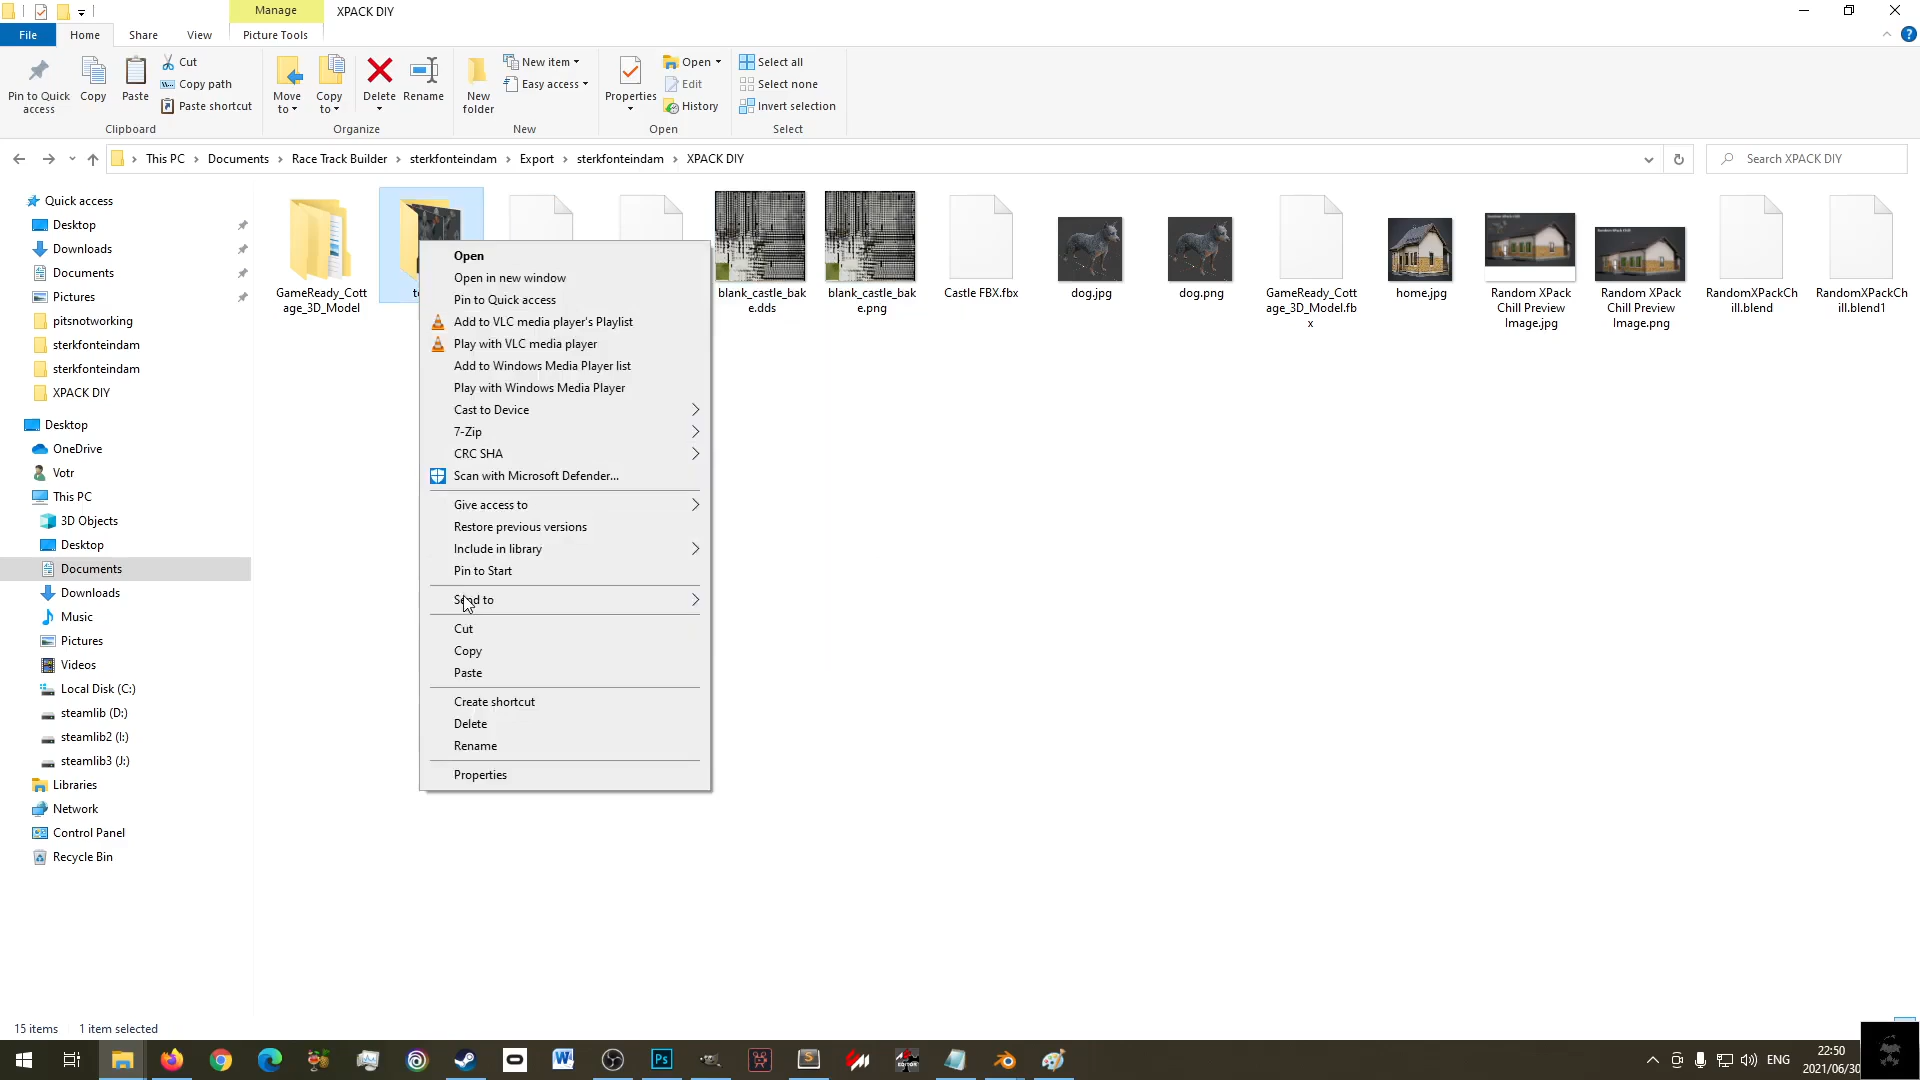 Manage
XPACK DIY
File
Home
Share
View
Picture Tools
Pin to Quick
access
Copy
Paste
Cut
Copy path
Paste shortcut
Clipboard
Move
to
Copy
to
Delete
Rename
Organize
New
folder
New item
Easy access
New
Properties
Open
Edit
History
Open
Select all
Select none
Invert selection
Select
This PC
Documents
Race Track Builder
sterkfonteindam
Export
sterkfonteindam
XPACK DIY
Search XPACK DIY
Quick access
Desktop
Downloads
Documents
Pictures
pitsnotworking
sterkfonteindam
sterkfonteindam
XPACK DIY
Desktop
OneDrive
Votr
This PC
3D Objects
Desktop
Documents
Downloads
Music
Pictures
Videos
Local Disk (C:)
steamlib (D:)
steamlib2 (I:)
steamlib3 (J:)
Libraries
Network
Control Panel
Recycle Bin
GameReady_Cott
age_3D_Model
blank_castle_bak
e.dds
blank_castle_bak
e.png
Castle FBX.fbx
dog.jpg
dog.png
GameReady_Cott
age_3D_Model.fb
x
home.jpg
Random XPack
Chill Preview
Image.jpg
Random XPack
Chill Preview
Image.png
RandomXPackCh
ill.blend
RandomXPackCh
ill.blend1
Open
Open in new window
Pin to Quick access
Add to VLC media player's Playlist
Play with VLC media player
Add to Windows Media Player list
Play with Windows Media Player
Cast to Device
7-Zip
CRC SHA
Scan with Microsoft Defender...
Give access to
Restore previous versions
Include in library
Pin to Start
Send to
Cut
Copy
Paste
Create shortcut
Delete
Rename
Properties
15 items
1 item selected
ENG
22:50
2021/06/30